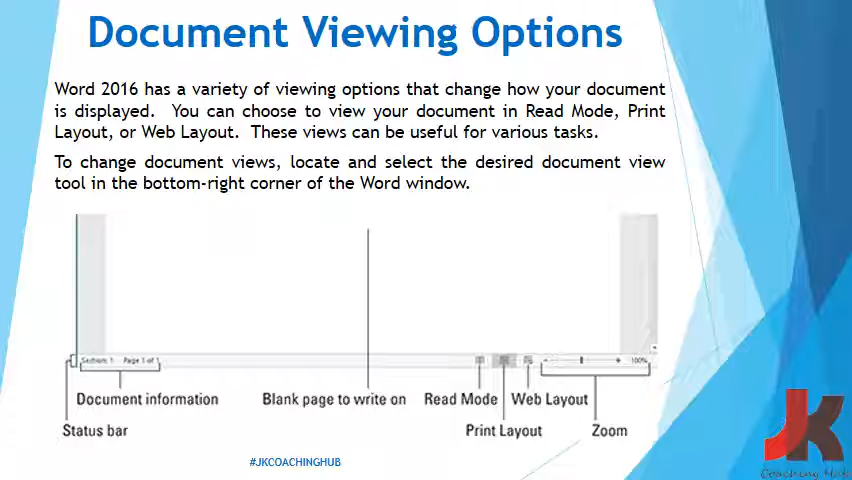 Document Viewing Options
Word 2016 has a variety of viewing options that change how your document
is displayed. You can choose to view your document in Read Mode, Print
Layout, or Web Layout. These views can be useful for various tasks.
To change document views, locate and select the desired document view
tool in the bottom-right corner of the Word window.
Section: 1 Page 1 of 1 100%
Document information Blank page to write on Read Mode Web Layout
Status bar Print Layout Zoom
#JKCOACHINGHUB
JK
Coaching Hub